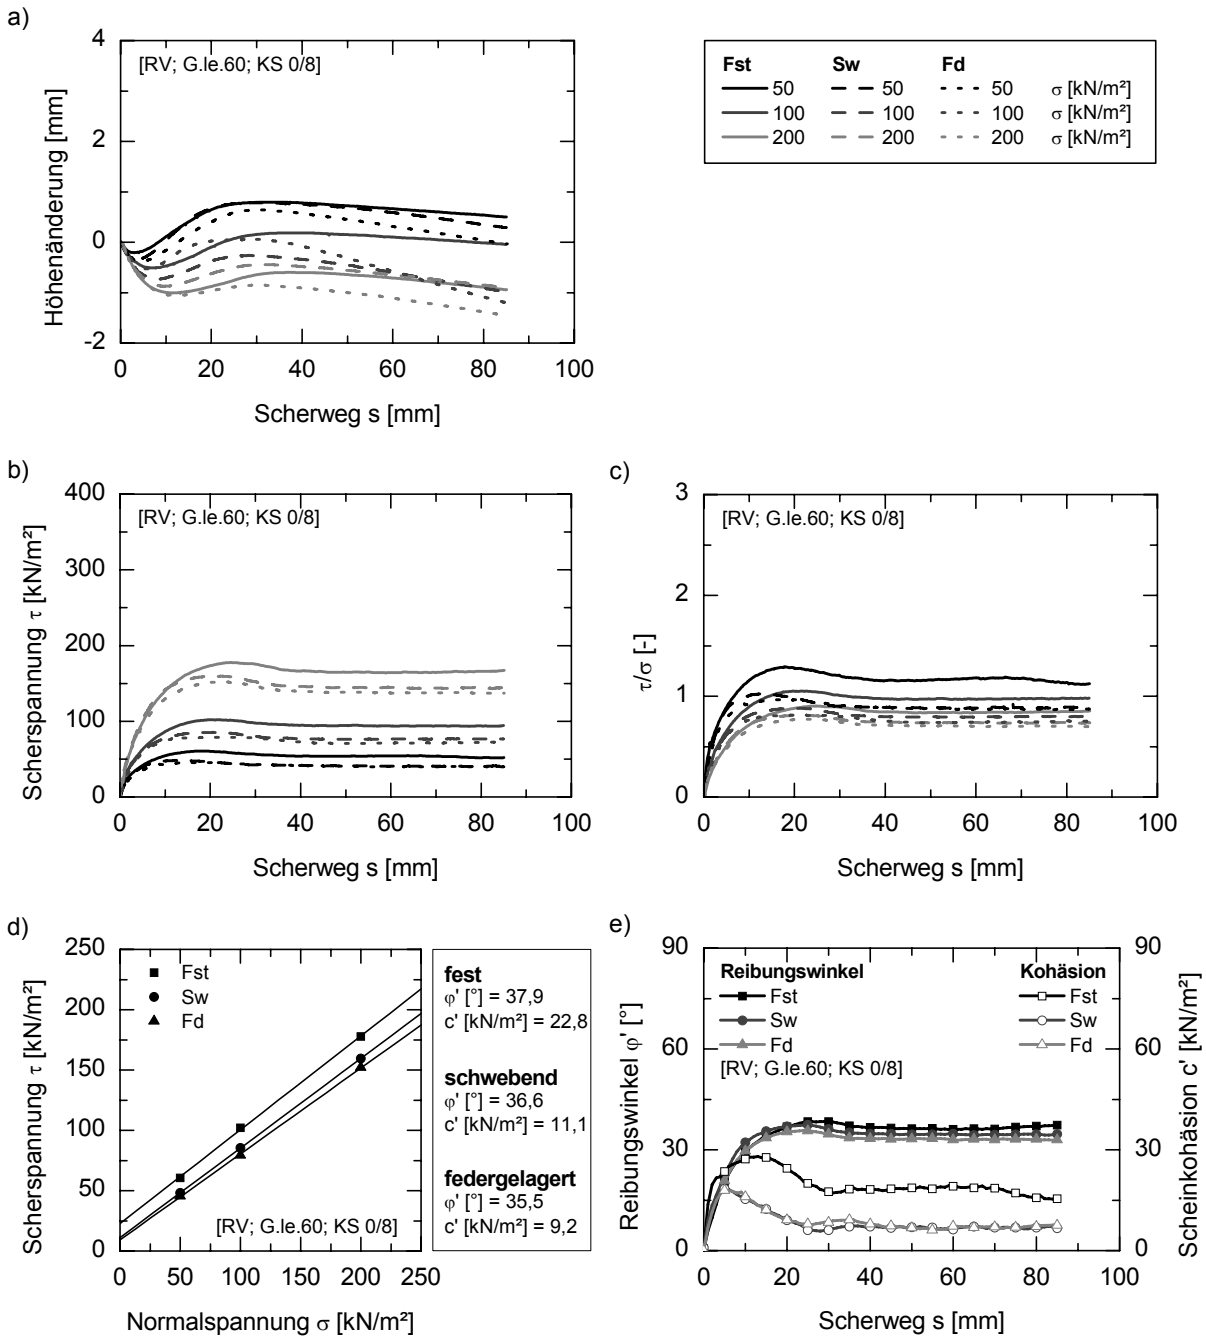 a)
4
2
0
-2
Höhenänderung [mm]
[RV; G.le.60; KS 0/8]
0 20 40 60 80 100
Scherweg s [mm]
Fst Sw Fd
50 50 50 σ [kN/m²]
100 100 100 σ [kN/m²]
200 200 200 σ [kN/m²]
b)
400
300
200
100
0
Scherspannung τ [kN/m²]
[RV; G.le.60; KS 0/8]
0 20 40 60 80 100
Scherweg s [mm]
c)
3
2
1
0
τ/σ [-]
[RV; G.le.60; KS 0/8]
0 20 40 60 80 100
Scherweg s [mm]
d)
250
200
150
100
50
0
Scherspannung τ [kN/m²]
Fst
Sw
Fd
[RV; G.le.60; KS 0/8]
0 50 100 150 200 250
Normalspannung σ [kN/m²]
fest
φ' [°] = 37,9
c' [kN/m²] = 22,8
schwebend
φ' [°] = 36,6
c' [kN/m²] = 11,1
federgelagert
φ' [°] = 35,5
c' [kN/m²] = 9,2
e)
90
60
30
0
Reibungswinkel φ' [°]
Reibungswinkel
Fst
Sw
Fd
[RV; G.le.60; KS 0/8]
Kohäsion
Fst
Sw
Fd
90
60
30
0
Scheinkohäsion c' [kN/m²]
0 20 40 60 80 100
Scherweg s [mm]